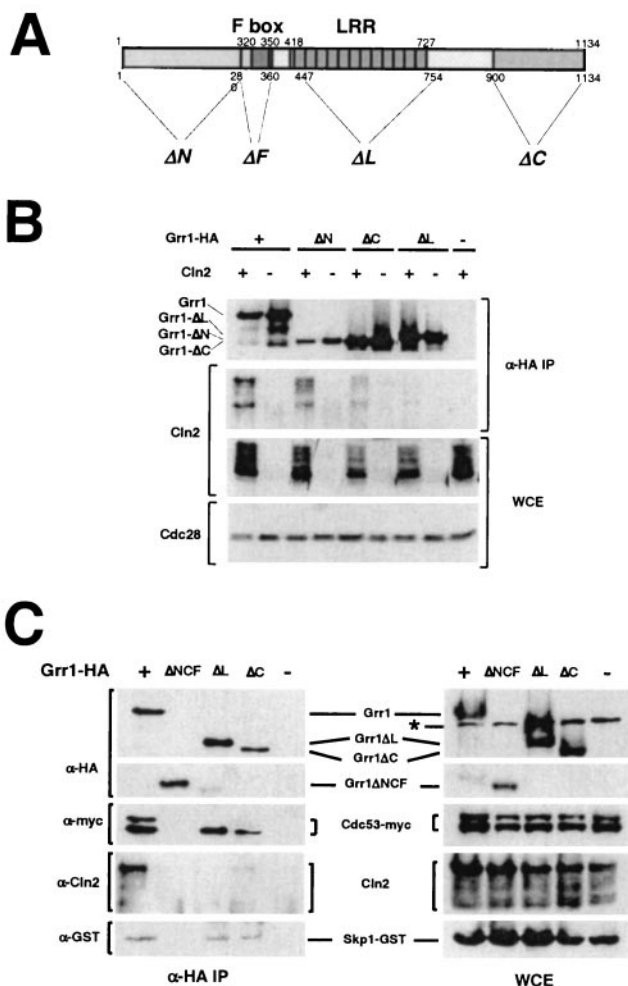 A
F box LRR
1 320 350 418 727 1134
1 28 0 360 447 754 900 1134
ΔN ΔF ΔL ΔC
B
Grr1-HA + ΔN ΔC ΔL -
Cln2 + - + - + - + - +
Grr1
Grr1-ΔL
Grr1-ΔN
Grr1-ΔC
α-HA IP
Cln2
WCE
Cdc28
C
Grr1-HA + ΔNCF ΔL ΔC - + ΔNCF ΔL ΔC -
Grr1
*
Grr1ΔL
Grr1ΔC
α-HA
Grr1ΔNCF
α-myc Cdc53-myc
α-Cln2 Cln2
α-GST Skp1-GST
α-HA IP WCE